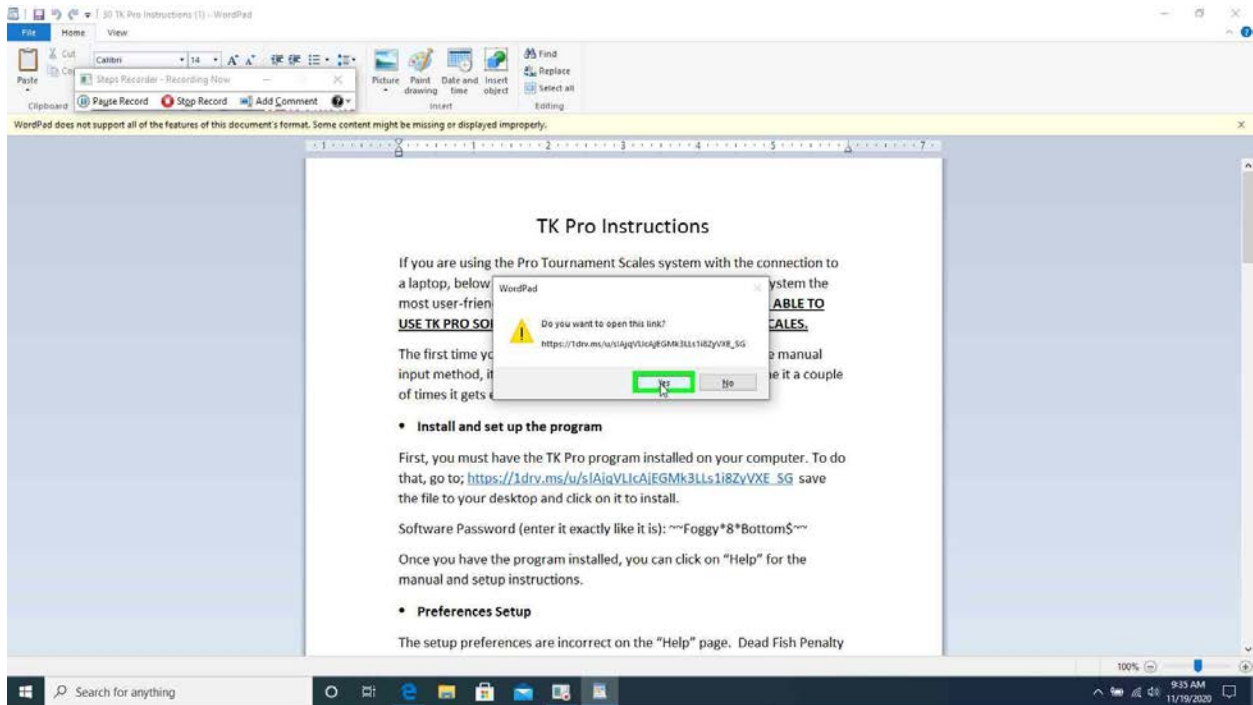 30 TK Pro Instructions (1) - WordPad
File Home View
Cut
Calibri 14
Find
Replace
Select all
Paste
Steps Recorder - Recording Now
Picture Paint drawing Date and time Insert object
Pause Record Stop Record Add Comment
Clipboard
Insert
Editing
WordPad does not support all of the features of this document's format. Some content might be missing or displayed improperly.
1 1 2 3 4 5 7
TK Pro Instructions
If you are using the Pro Tournament Scales system with the connection to
a laptop, below ystem the
most user-frien ABLE TO
USE TK PRO SO CALES.
WordPad
Do you want to open this link?
https://1drv.ms/u/s!AjqVLIcAjEGMk3LLs1i8ZyVXE_SG
Yes No
The first time yo e manual
input method, i e it a couple
of times it gets
• Install and set up the program
First, you must have the TK Pro program installed on your computer. To do
that, go to; https://1drv.ms/u/s!AjqVLIcAjEGMk3LLs1i8ZyVXE_SG save
the file to your desktop and click on it to install.
Software Password (enter it exactly like it is): ~~Foggy*8*Bottom$~~
Once you have the program installed, you can click on “Help” for the
manual and setup instructions.
• Preferences Setup
The setup preferences are incorrect on the “Help” page. Dead Fish Penalty
100%
Search for anything
9:35 AM
11/19/2020